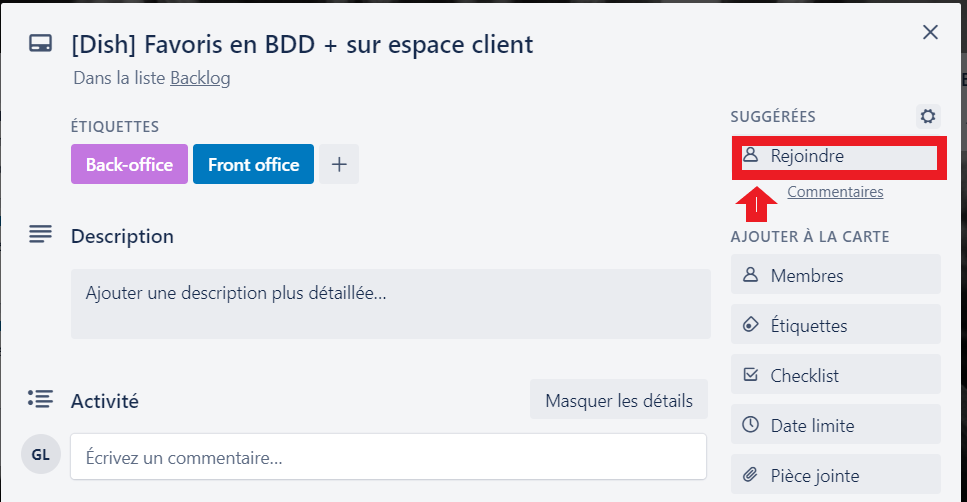 [Dish] Favoris en BDD + sur espace client
Dans la liste Backlog
ÉTIQUETTES
Back-office
Front office
+
Description
Ajouter une description plus détaillée…
Activité
Masquer les détails
GL
Écrivez un commentaire…
SUGGÉRÉES
Rejoindre
Commentaires
AJOUTER À LA CARTE
Membres
Étiquettes
Checklist
Date limite
Pièce jointe